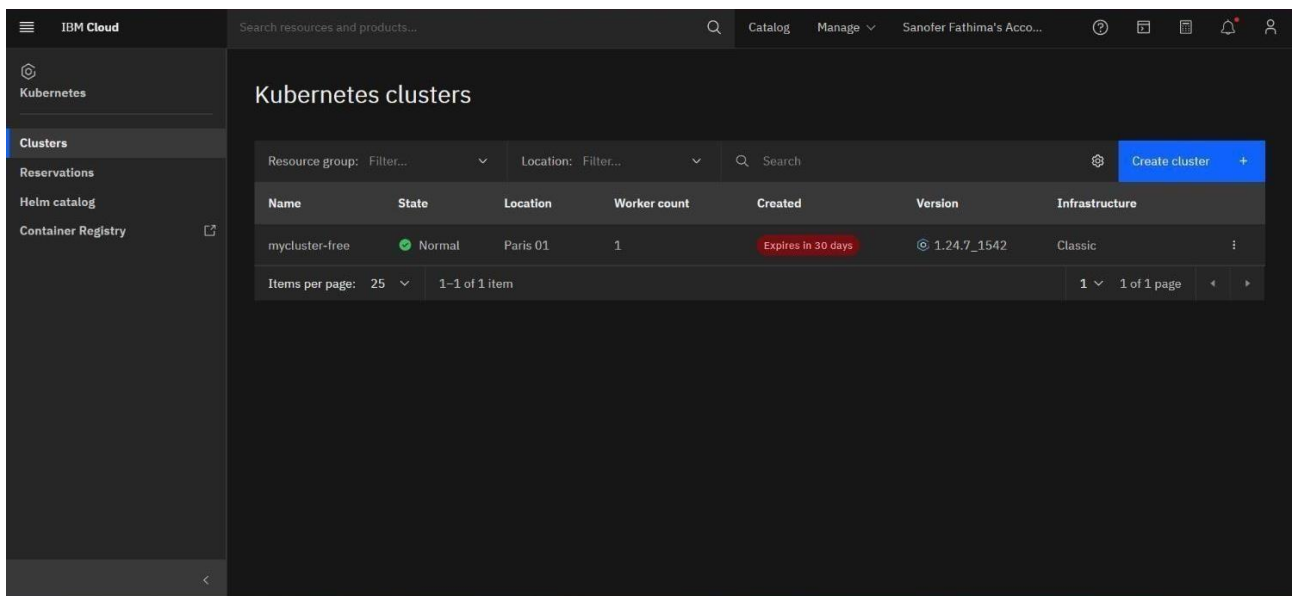 IBM Cloud Search resources and products... Catalog Manage Sanofer Fathima's Acco...
Kubernetes
Clusters
Reservations
Helm catalog
Container Registry
Kubernetes clusters
Resource group: Filter... Location: Filter... Search Create cluster +
Name State Location Worker count Created Version Infrastructure
mycluster-free Normal Paris 01 1 Expires in 30 days 1.24.7_1542 Classic
Items per page: 25 1–1 of 1 item 1 1 of 1 page